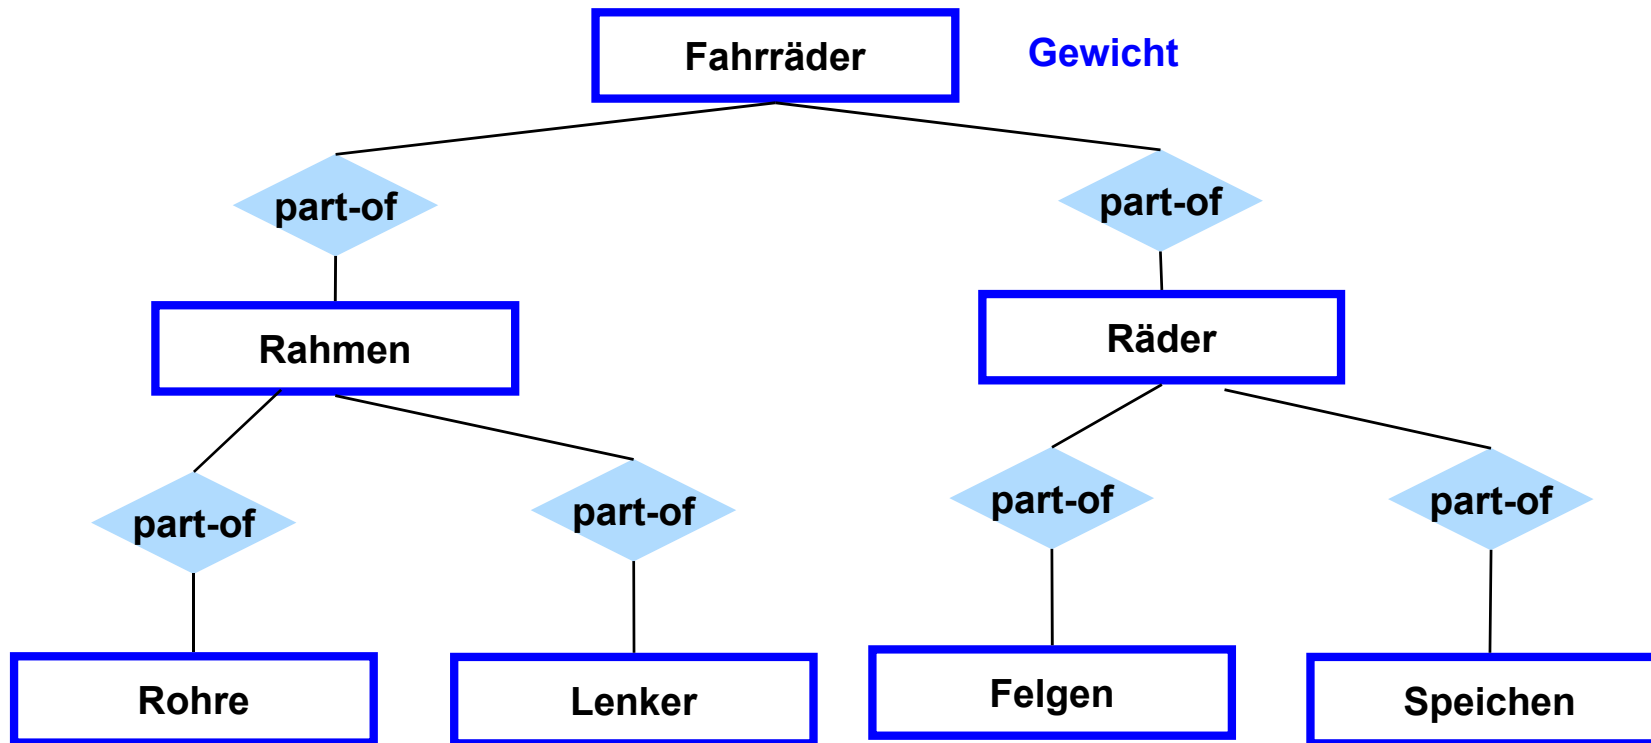 Fahrräder
Gewicht
part-of
part-of
Rahmen
Räder
part-of
part-of
part-of
part-of
Rohre
Lenker
Felgen
Speichen